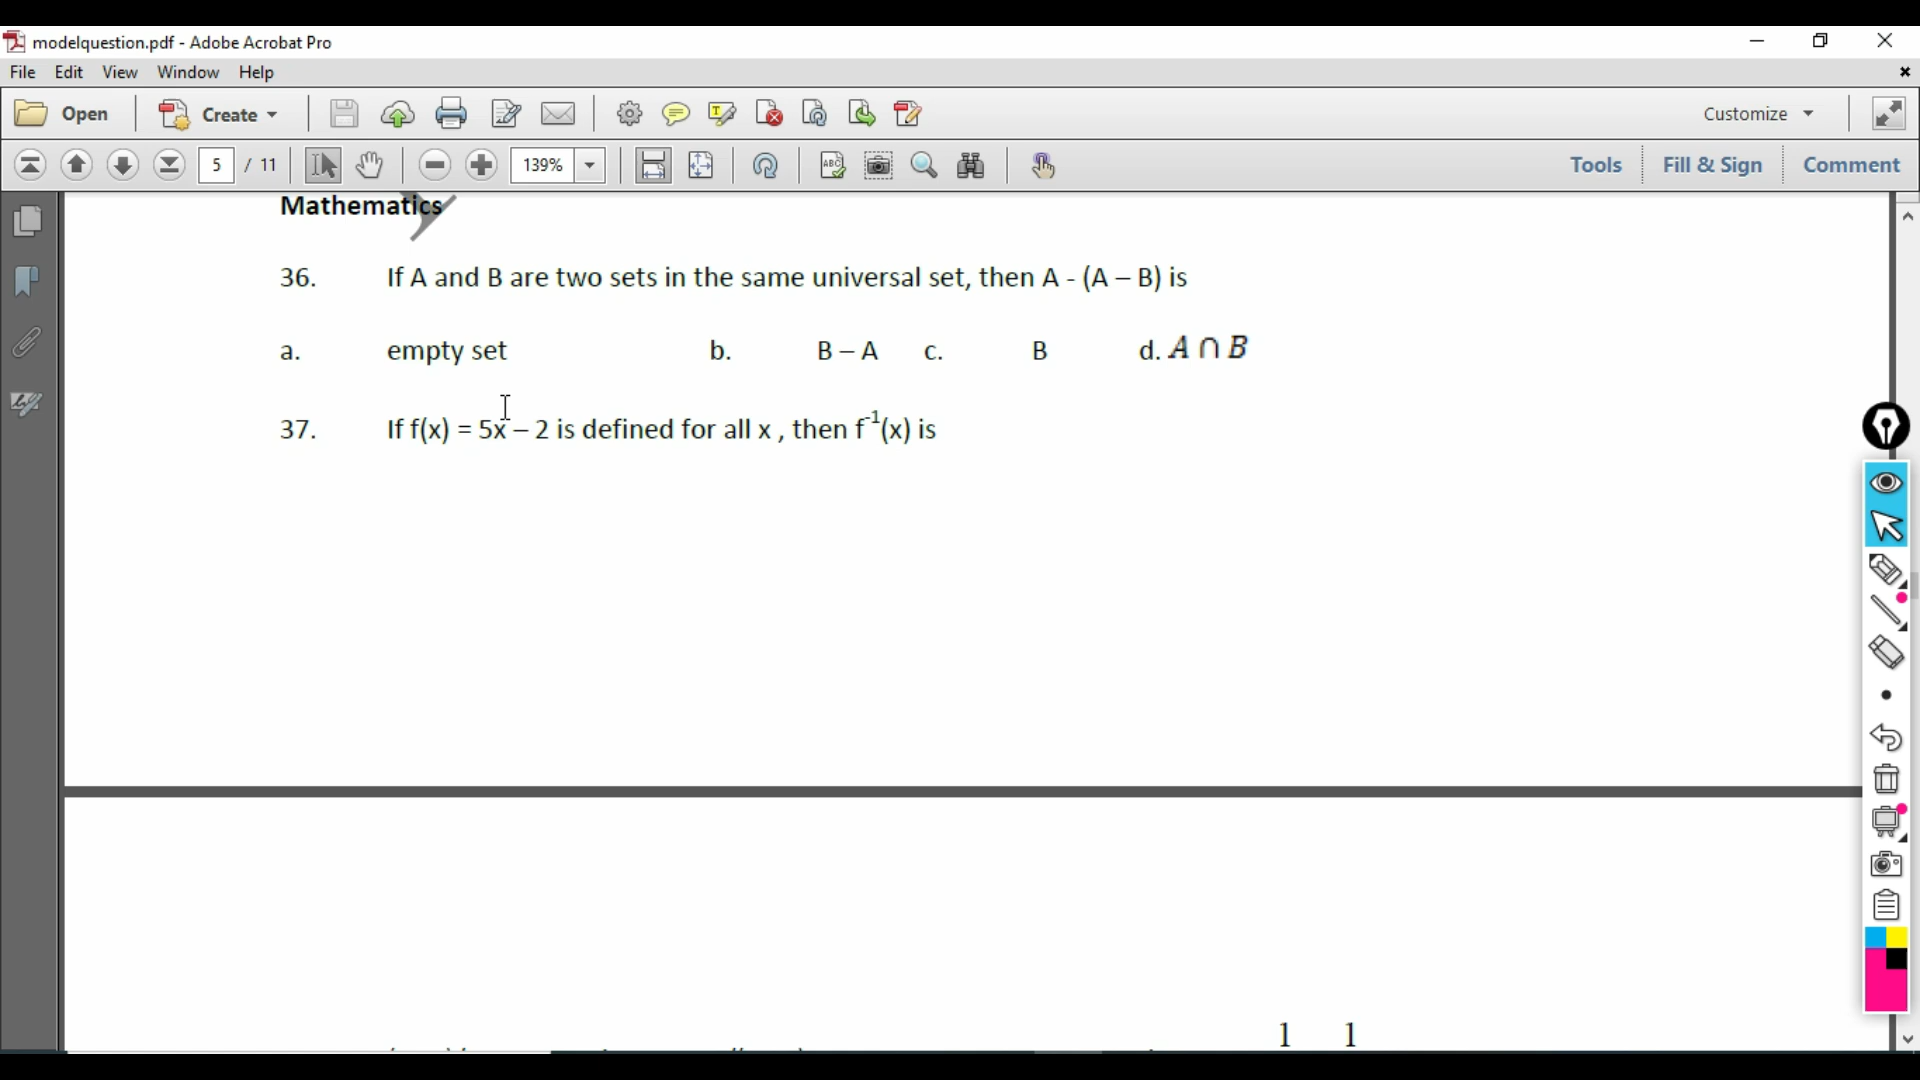 modelquestion.pdf - Adobe Acrobat Pro
File Edit View Window Help
Open Create Customize
5 / 11 139% Tools Fill & Sign Comment
Mathematics
36. If A and B are two sets in the same universal set, then A - (A – B) is
a. empty set b. B – A c. B d. A ∩ B
37. If f(x) = 5x – 2 is defined for all x , then f⁻¹(x) is
1 1